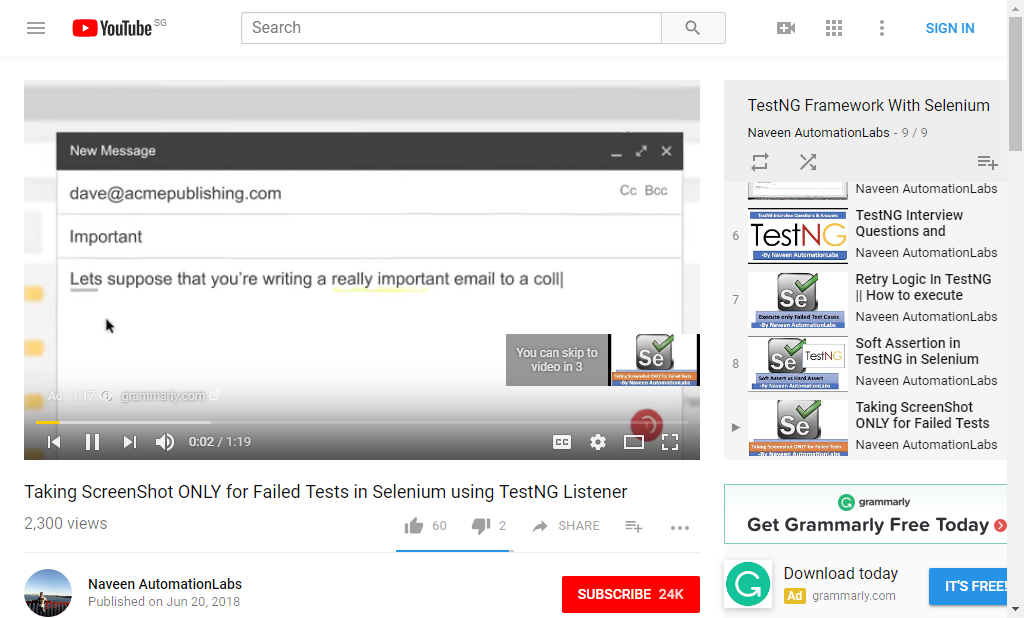 YouTube SG
Search
SIGN IN
New Message
dave@acmepublishing.com
Cc Bcc
Important
Lets suppose that you're writing a really important email to a coll
You can skip to
video in 3
Se
Taking Screenshot ONLY for Failed Tests
-By Naveen AutomationLabs
Ad · 1:17
grammarly.com
0:02 / 1:19
CC
Taking ScreenShot ONLY for Failed Tests in Selenium using TestNG Listener
2,300 views
60
2
SHARE
Naveen AutomationLabs
Published on Jun 20, 2018
SUBSCRIBE 24K
TestNG Framework With Selenium
Naveen AutomationLabs - 9 / 9
Naveen AutomationLabs
6
TestNG Interview Questions & Answers
TestNG
-By Naveen AutomationLabs
TestNG Interview
Questions and
Naveen AutomationLabs
7
Se
Execute only Failed Test Cases
-By Naveen AutomationLabs
Retry Logic In TestNG
|| How to execute
Naveen AutomationLabs
8
Se
TestNG
Soft Assert vs Hard Assert
-By Naveen AutomationLabs
Soft Assertion in
TestNG in Selenium
Naveen AutomationLabs
Se
Taking Screenshot ONLY for Failed Tests
-By Naveen AutomationLabs
Taking ScreenShot
ONLY for Failed Tests
Naveen AutomationLabs
grammarly
Get Grammarly Free Today
Download today
Ad grammarly.com
IT'S FREE!